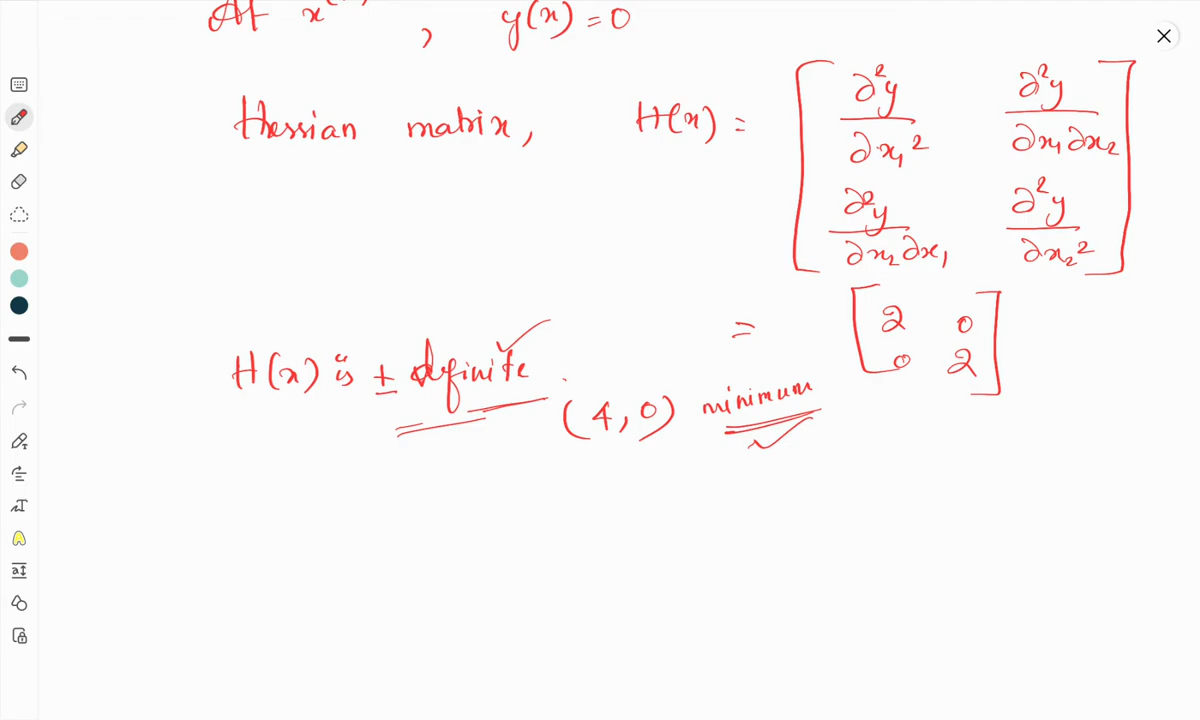 At x , y(x) = 0
Hessian matrix, H(x) = [ ∂²y/∂x₁² ∂²y/∂x₁∂x₂
∂²y/∂x₂∂x₁ ∂²y/∂x₂² ]
= [ 2 0
0 2 ]
H(x) is ± definite.
(4,0) minimum